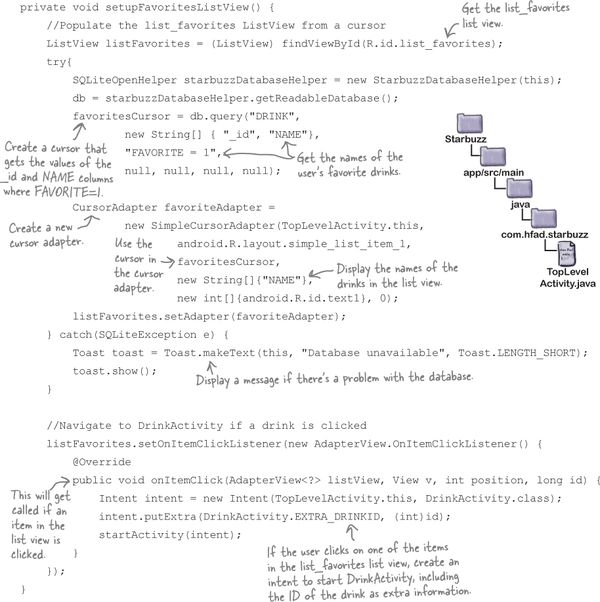 private void setupFavoritesListView() {
Get the list_favorites
list view.
//Populate the list_favorites ListView from a cursor
ListView listFavorites = (ListView) findViewById(R.id.list_favorites);
try{
SQLiteOpenHelper starbuzzDatabaseHelper = new StarbuzzDatabaseHelper(this);
db = starbuzzDatabaseHelper.getReadableDatabase();
favoritesCursor = db.query("DRINK",
new String[] { "_id", "NAME"},
"FAVORITE = 1",
null, null, null, null);
Create a cursor that
gets the values of the
_id and NAME columns
where FAVORITE=1.
Get the names of the
user's favorite drinks.
Starbuzz
app/src/main
java
com.hfad.starbuzz
TopLevel
Activity.java
CursorAdapter favoriteAdapter =
new SimpleCursorAdapter(TopLevelActivity.this,
android.R.layout.simple_list_item_1,
favoritesCursor,
new String[]{"NAME"},
new int[]{android.R.id.text1}, 0);
Create a new
cursor adapter.
Use the
cursor in
the cursor
adapter.
Display the names of the
drinks in the list view.
listFavorites.setAdapter(favoriteAdapter);
} catch(SQLiteException e) {
Toast toast = Toast.makeText(this, "Database unavailable", Toast.LENGTH_SHORT);
toast.show();
Display a message if there's a problem with the database.
}
//Navigate to DrinkActivity if a drink is clicked
listFavorites.setOnItemClickListener(new AdapterView.OnItemClickListener() {
@Override
public void onItemClick(AdapterView<?> listView, View v, int position, long id) {
Intent intent = new Intent(TopLevelActivity.this, DrinkActivity.class);
intent.putExtra(DrinkActivity.EXTRA_DRINKID, (int)id);
startActivity(intent);
}
This will get
called if an
item in the
list view is
clicked.
If the user clicks on one of the items
in the list_favorites list view, create an
intent to start DrinkActivity, including
the ID of the drink as extra information.
});
}